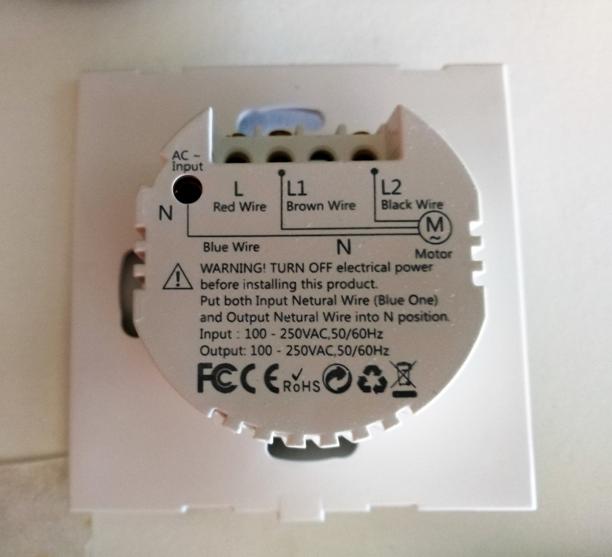 AC ~
Input
L
L1
L2
Red Wire
Brown Wire
Black Wire
N
M
~
Blue Wire
N
Motor
WARNING! TURN OFF electrical power
before installing this product.
Put both Input Netural Wire (Blue One)
and Output Netural Wire into N position.
Input : 100 - 250VAC,50/60Hz
Output: 100 - 250VAC,50/60Hz
FC CE RoHS